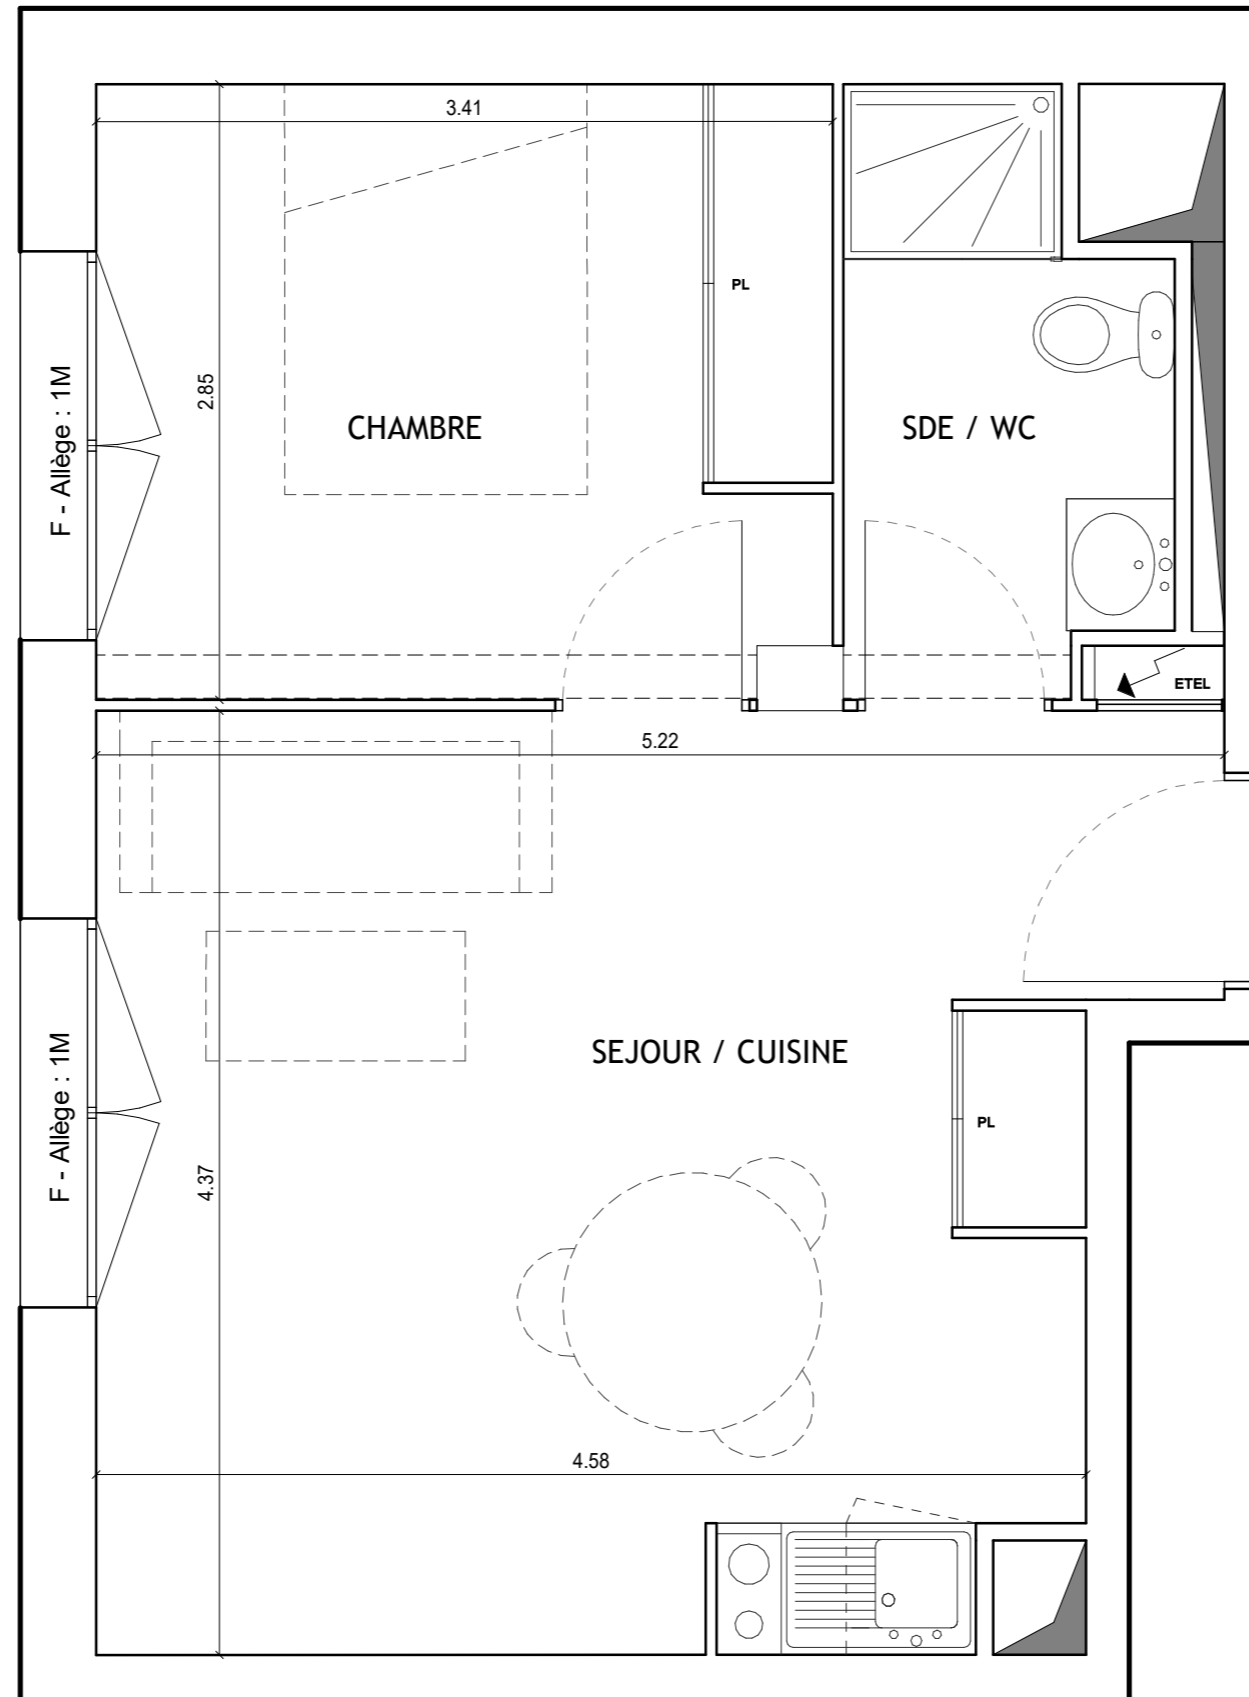 3.41
PL
2.85
F - Allège : 1M
CHAMBRE
SDE / WC
ETEL
5.22
SEJOUR / CUISINE
F - Allège : 1M
PL
4.37
4.58